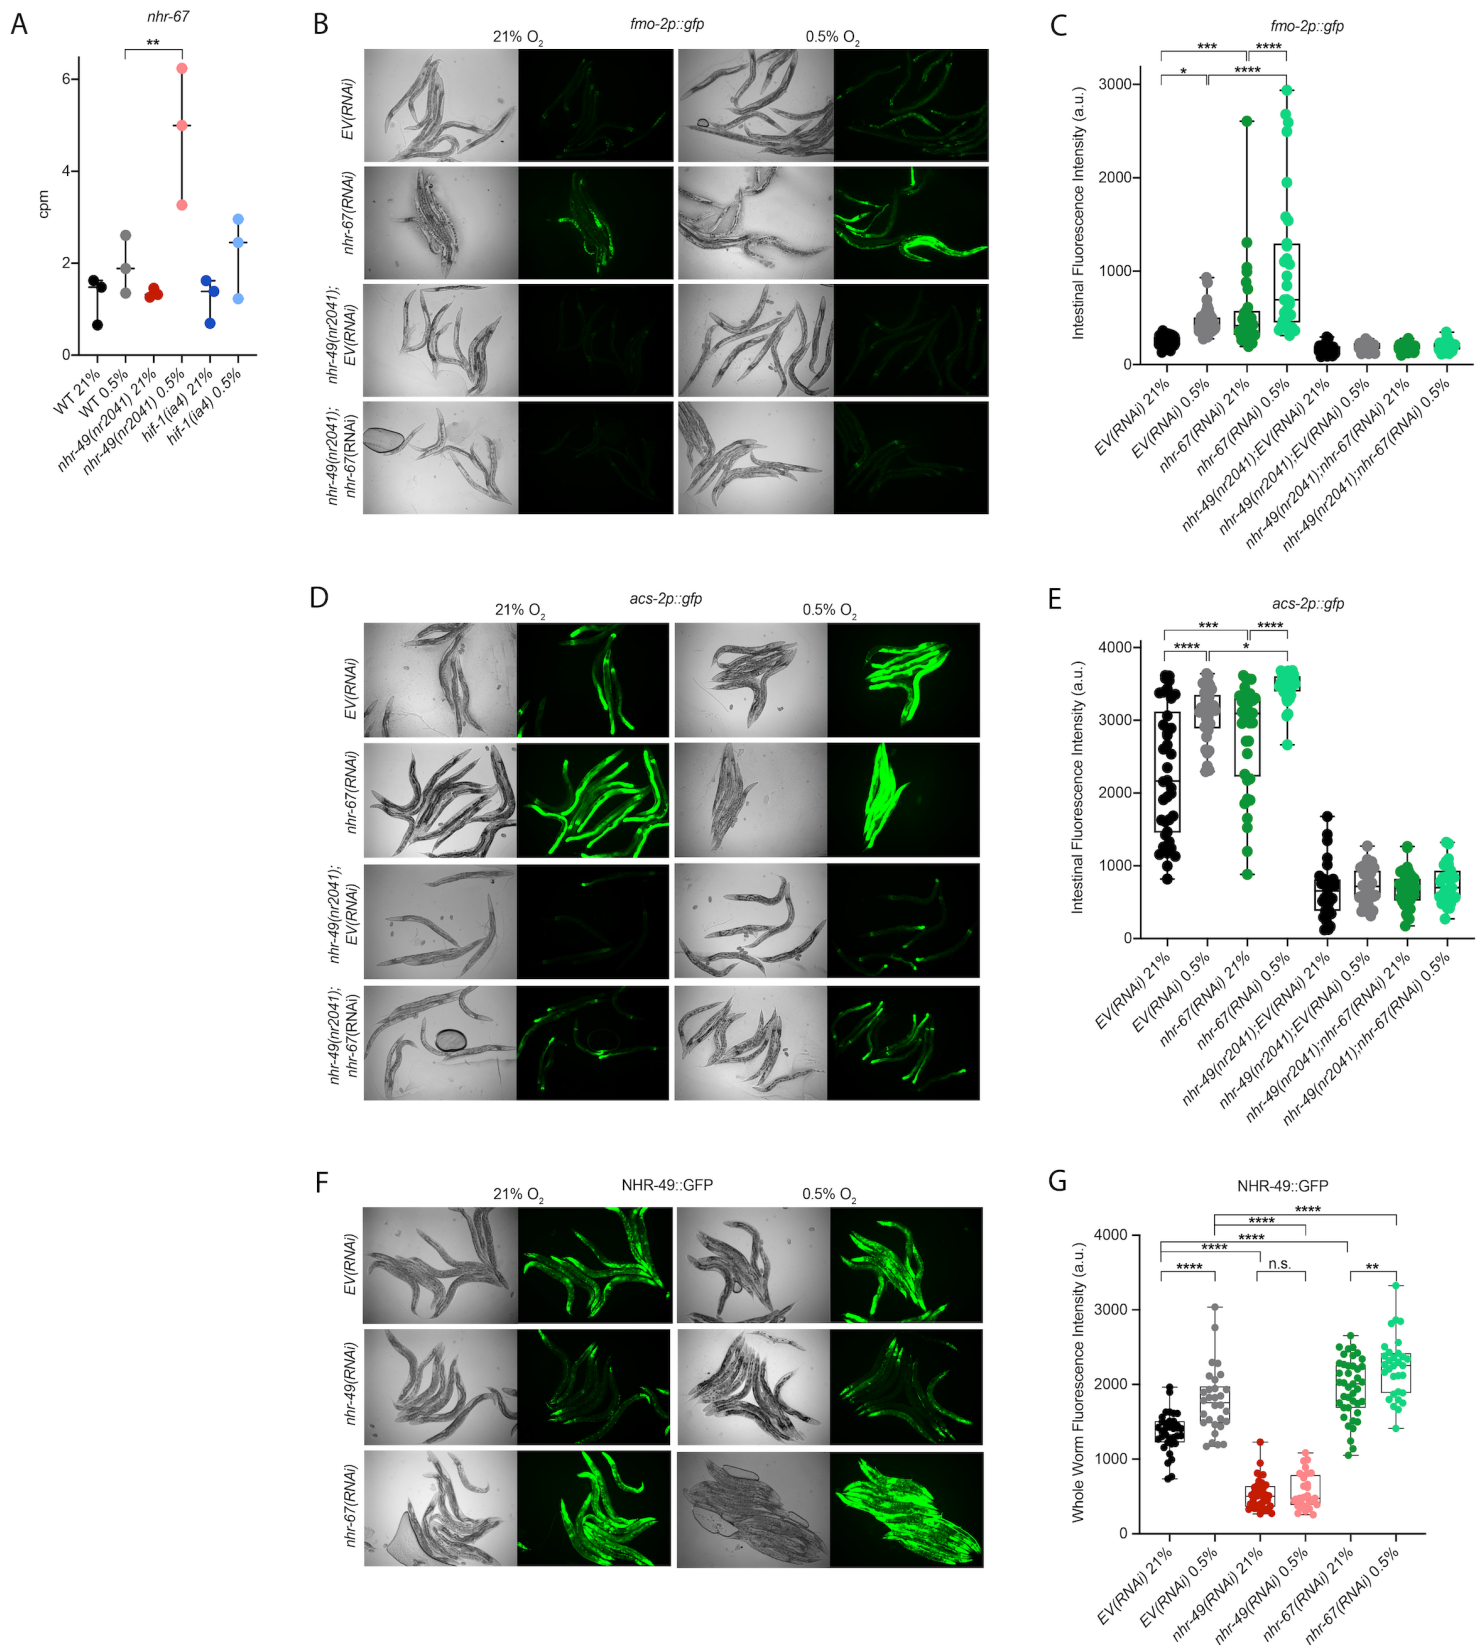 A
nhr-67
**
cpm
6
4
2
0
WT 21%
WT 0.5%
nhr-49(nr2041) 21%
nhr-49(nr2041) 0.5%
hif-1(ia4) 21%
hif-1(ia4) 0.5%
B
fmo-2p::gfp
21% O2
0.5% O2
EV(RNAi)
nhr-67(RNAi)
nhr-49(nr2041);
EV(RNAi)
nhr-49(nr2041);
nhr-67(RNAi)
C
fmo-2p::gfp
*** ****
* ****
Intestinal Fluorescence Intensity (a.u.)
3000
2000
1000
0
EV(RNAi) 21%
EV(RNAi) 0.5%
nhr-67(RNAi) 21%
nhr-67(RNAi) 0.5%
nhr-49(nr2041);EV(RNAi) 21%
nhr-49(nr2041);EV(RNAi) 0.5%
nhr-49(nr2041);nhr-67(RNAi) 21%
nhr-49(nr2041);nhr-67(RNAi) 0.5%
D
acs-2p::gfp
21% O2
0.5% O2
EV(RNAi)
nhr-67(RNAi)
nhr-49(nr2041);
EV(RNAi)
nhr-49(nr2041);
nhr-67(RNAi)
E
acs-2p::gfp
*** ****
**** *
Intestinal Fluorescence Intensity (a.u.)
4000
3000
2000
1000
0
EV(RNAi) 21%
EV(RNAi) 0.5%
nhr-67(RNAi) 21%
nhr-67(RNAi) 0.5%
nhr-49(nr2041);EV(RNAi) 21%
nhr-49(nr2041);EV(RNAi) 0.5%
nhr-49(nr2041);nhr-67(RNAi) 21%
nhr-49(nr2041);nhr-67(RNAi) 0.5%
F
NHR-49::GFP
21% O2
0.5% O2
EV(RNAi)
nhr-49(RNAi)
nhr-67(RNAi)
G
NHR-49::GFP
****
****
****
****
**** n.s. **
Whole Worm Fluorescence Intensity (a.u.)
4000
3000
2000
1000
0
EV(RNAi) 21%
EV(RNAi) 0.5%
nhr-49(RNAi) 21%
nhr-49(RNAi) 0.5%
nhr-67(RNAi) 21%
nhr-67(RNAi) 0.5%